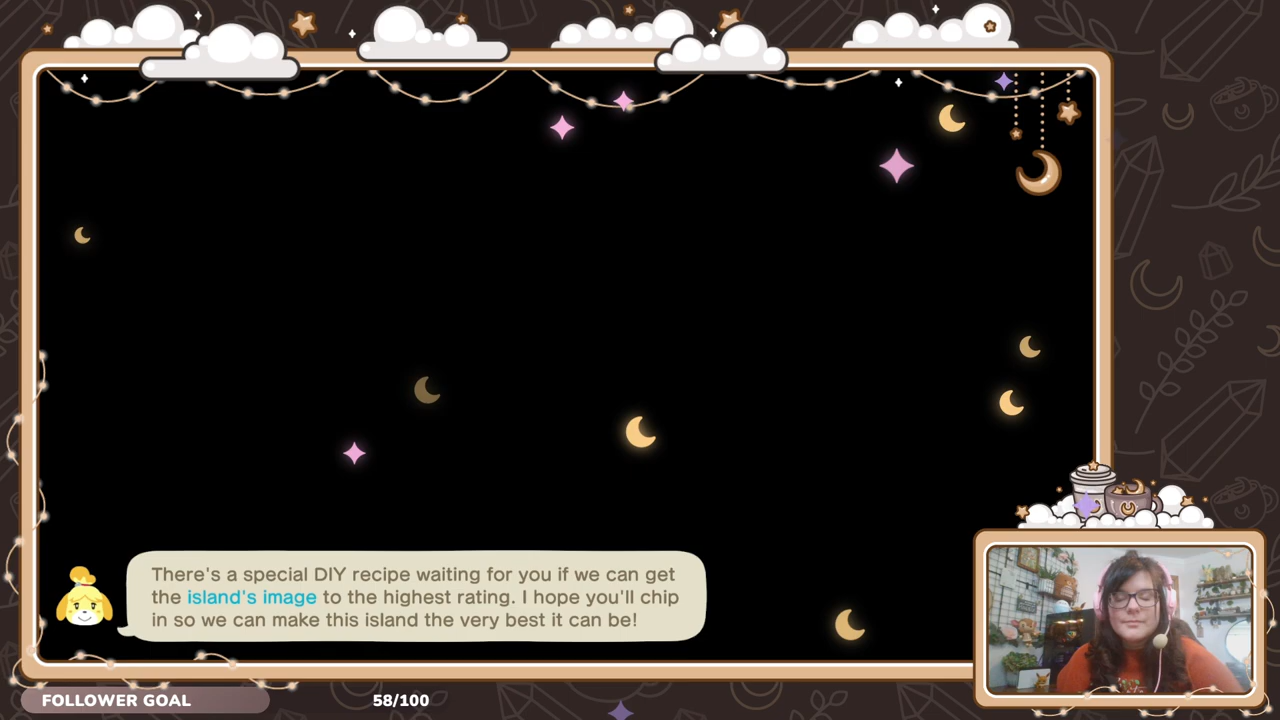 There's a special DIY recipe waiting for you if we can get
the island's image to the highest rating. I hope you'll chip
in so we can make this island the very best it can be!
FOLLOWER GOAL 58/100